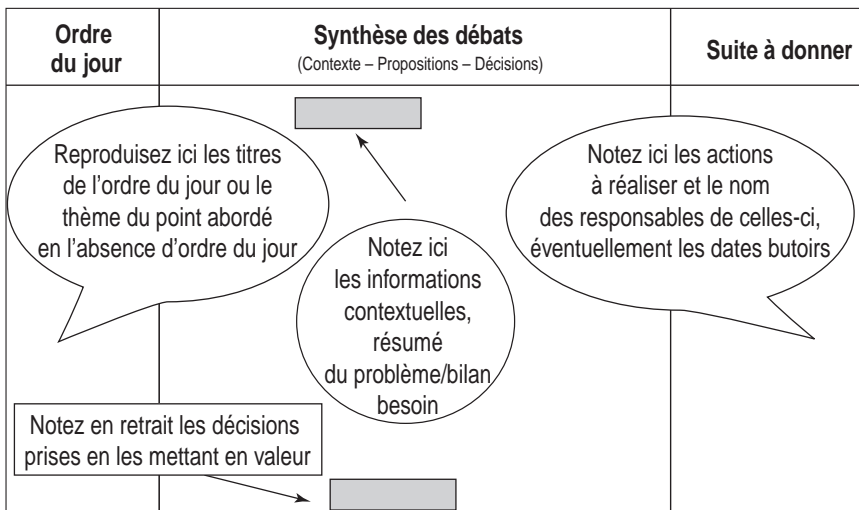 Ordre
du jour
Synthèse des débats
(Contexte – Propositions – Décisions)
Suite à donner
Reproduisez ici les titres
de l'ordre du jour ou le
thème du point abordé
en l'absence d'ordre du jour
Notez ici
les informations
contextuelles,
résumé
du problème/bilan
besoin
Notez ici les actions
à réaliser et le nom
des responsables de celles-ci,
éventuellement les dates butoirs
Notez en retrait les décisions
prises en les mettant en valeur